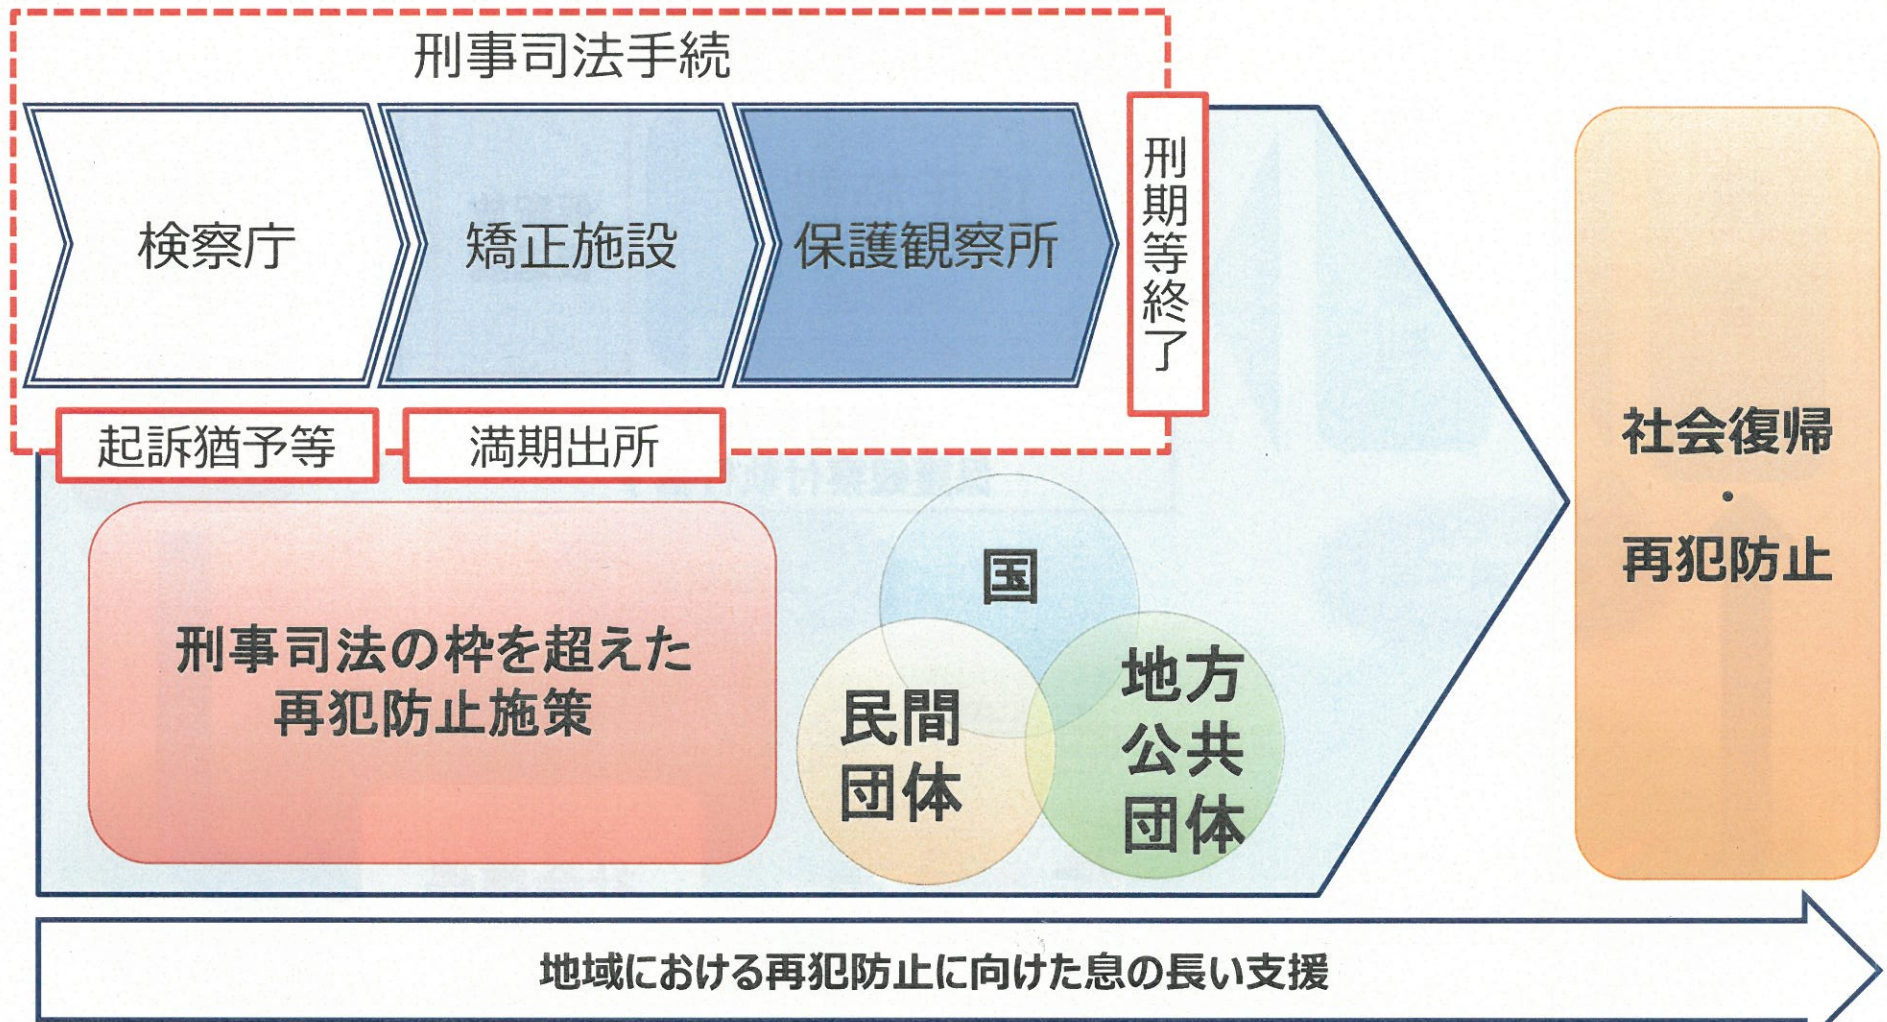 刑事司法手続
検察庁
矯正施設
保護観察所
刑期等終了
起訴猶予等
満期出所
刑事司法の枠を超えた
再犯防止施策
国
民間
団体
地方
公共
団体
社会復帰
・
再犯防止
地域における再犯防止に向けた息の長い支援